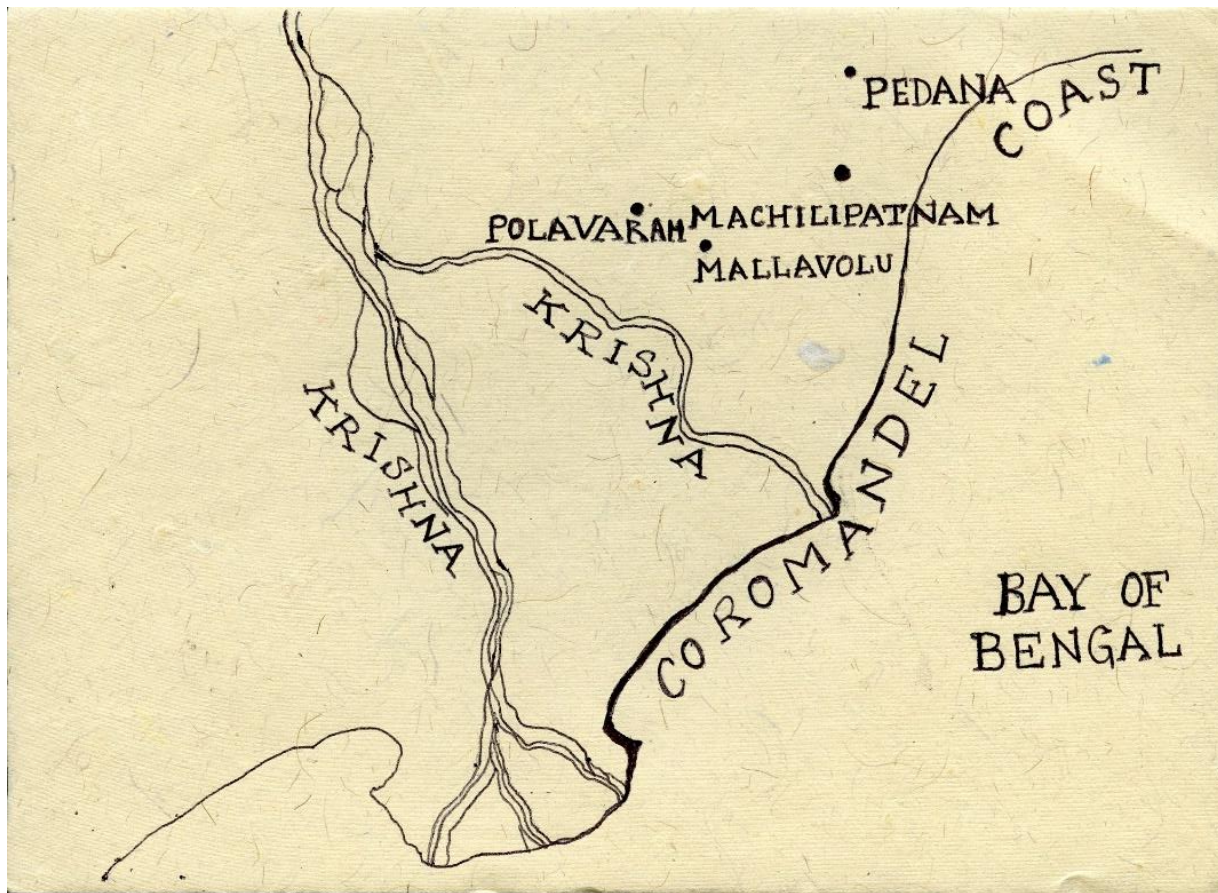 PEDANA
COAST
MACHILIPATNAM
POLAVARAM
MALLAVOLU
KRISHNA
KRISHNA
COROMANDEL
BAY OF
BENGAL